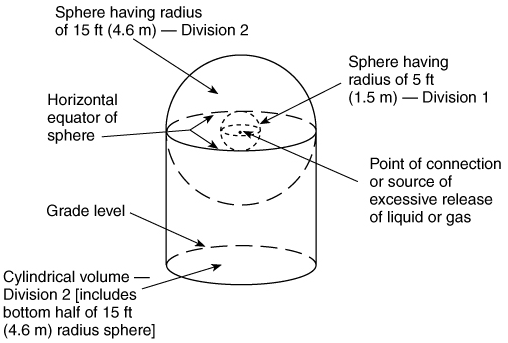 Sphere having radius
of 15 ft (4.6 m) — Division 2
Sphere having
radius of 5 ft
(1.5 m) — Division 1
Horizontal
equator of
sphere
Point of connection
or source of
excessive release
of liquid or gas
Grade level
Cylindrical volume —
Division 2 [includes
bottom half of 15 ft
(4.6 m) radius sphere]